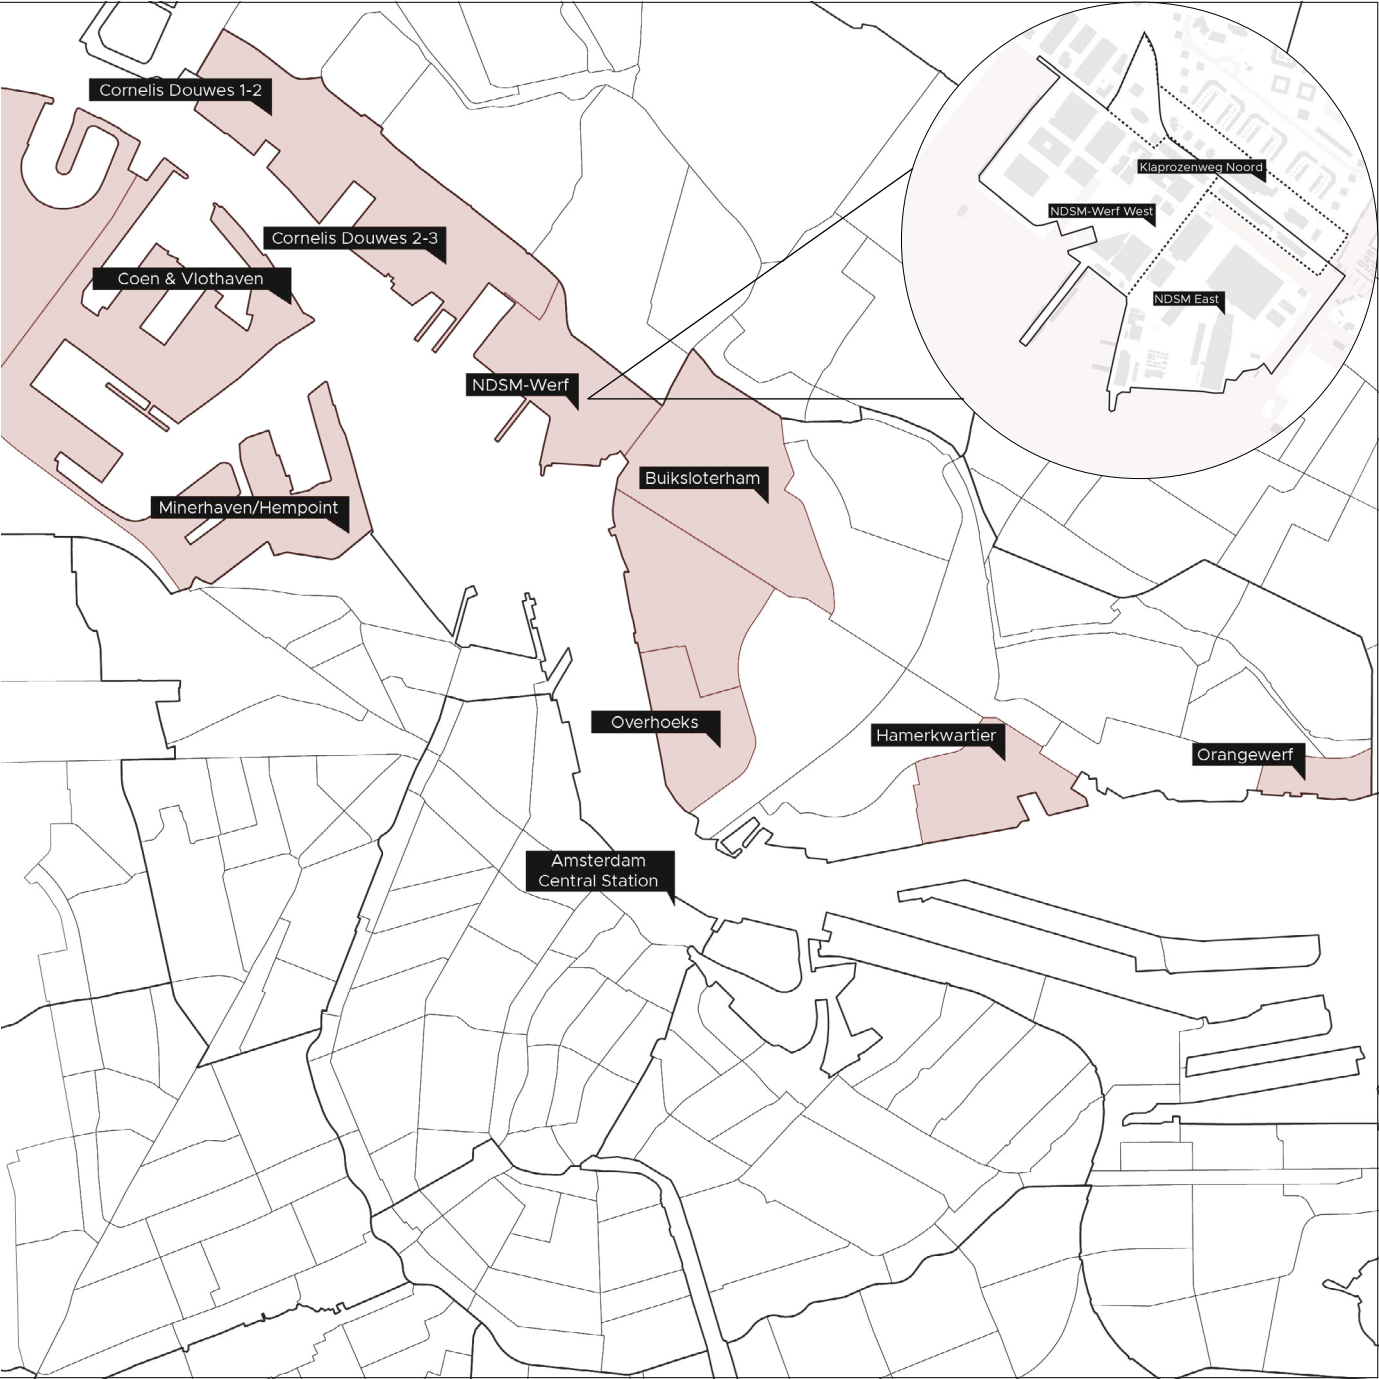 Cornelis Douwes 1-2
Klaprozenweg Noord
NDSM-Werf West
Cornelis Douwes 2-3
Coen & Vlothaven
NDSM East
NDSM-Werf
Buiksloterham
Minerhaven/Hempoint
Overhoeks
Hamerkwartier
Orangewerf
Amsterdam
Central Station